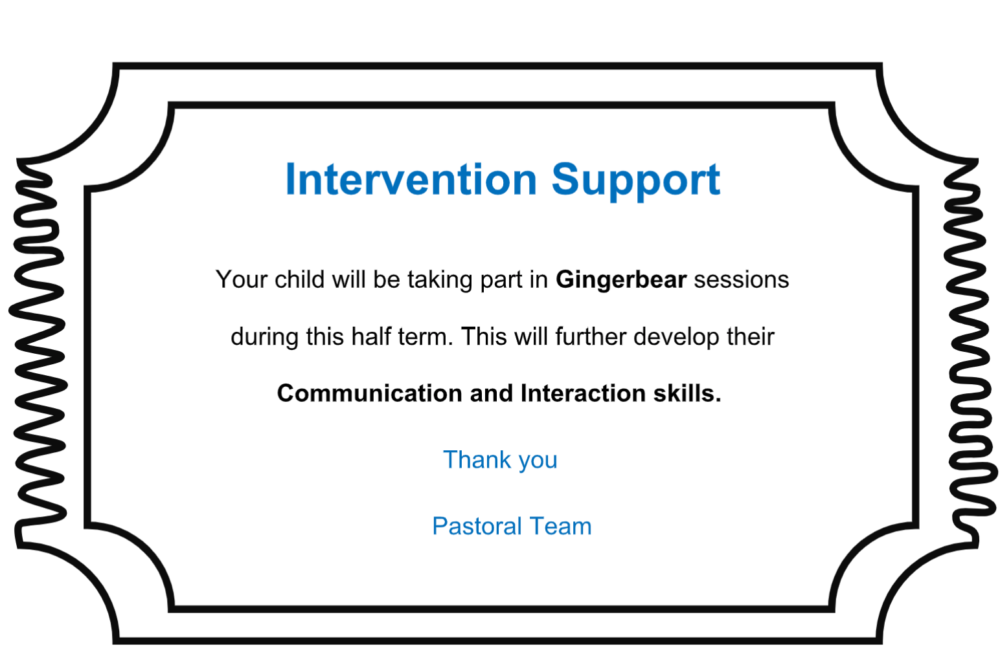 Intervention Support
Your child will be taking part in Gingerbear sessions
during this half term. This will further develop their
Communication and Interaction skills.
Thank you
Pastoral Team